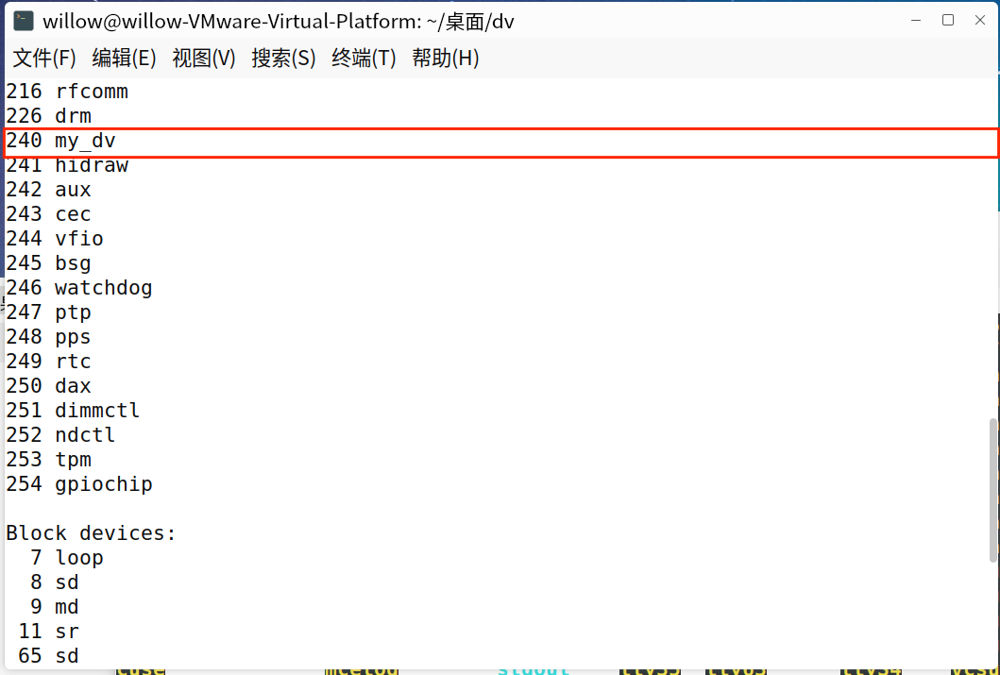 willow@willow-VMware-Virtual-Platform: ~/桌面/dv
文件(F) 编辑(E) 视图(V) 搜索(S) 终端(T) 帮助(H)
216 rfcomm
226 drm
240 my_dv
241 hidraw
242 aux
243 cec
244 vfio
245 bsg
246 watchdog
247 ptp
248 pps
249 rtc
250 dax
251 dimmctl
252 ndctl
253 tpm
254 gpiochip
Block devices:
7 loop
8 sd
9 md
11 sr
65 sd
stdout